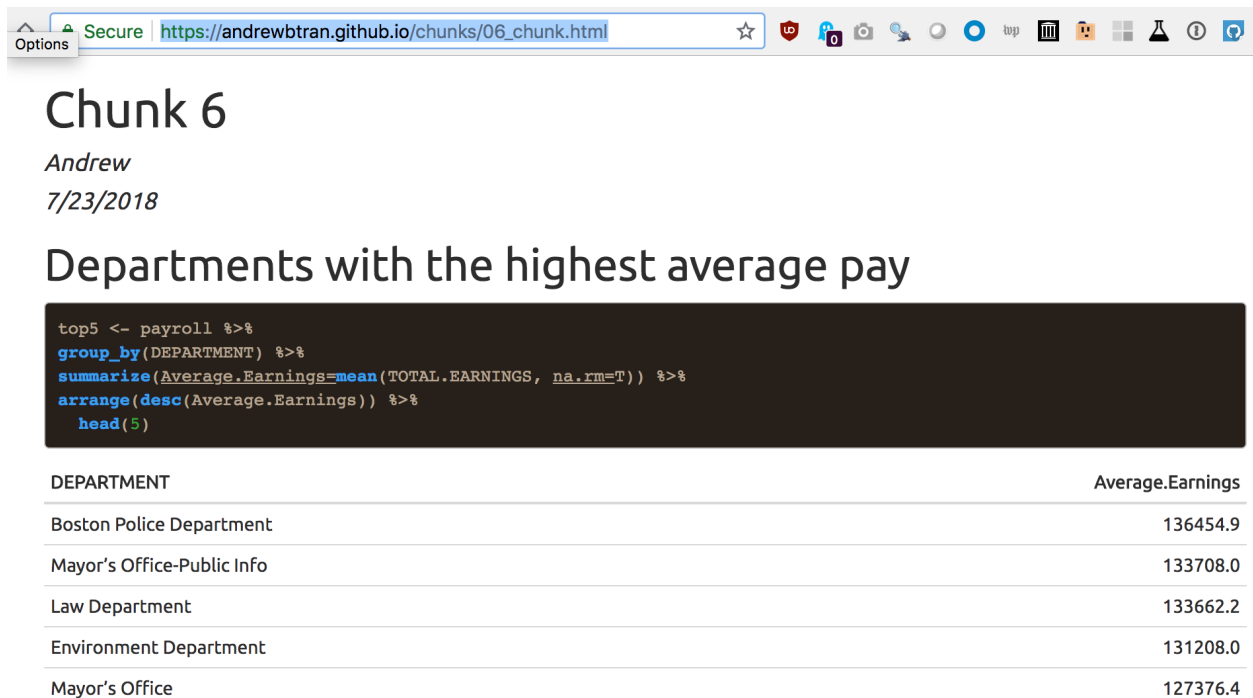 Secure https://andrewbtran.github.io/chunks/06_chunk.html
Options
0
Chunk 6
Andrew
7/23/2018
Departments with the highest average pay
top5 <- payroll %>%
group_by(DEPARTMENT) %>%
summarize(Average.Earnings=mean(TOTAL.EARNINGS, na.rm=T)) %>%
arrange(desc(Average.Earnings)) %>%
  head(5)
DEPARTMENT Average.Earnings
Boston Police Department 136454.9
Mayor’s Office-Public Info 133708.0
Law Department 133662.2
Environment Department 131208.0
Mayor’s Office 127376.4